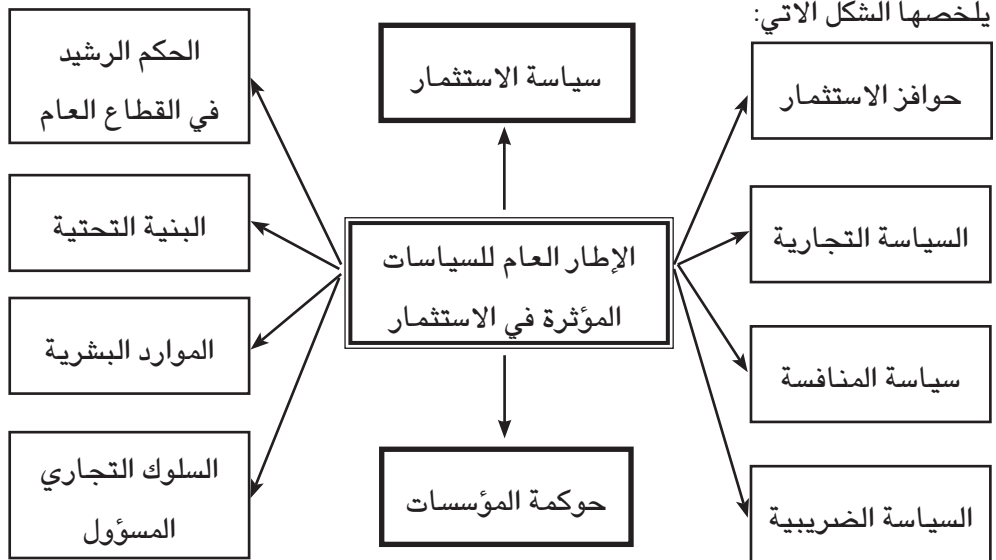 يلخصها الشكل الآتي:
حوافز الاستثمار
السياسة التجارية
سياسة المنافسة
السياسة الضريبية
سياسة الاستثمار
الإطار العام للسياسات
المؤثرة في الاستثمار
حوكمة المؤسسات
الحكم الرشيد
في القطاع العام
البنية التحتية
الموارد البشرية
السلوك التجاري
المسؤول